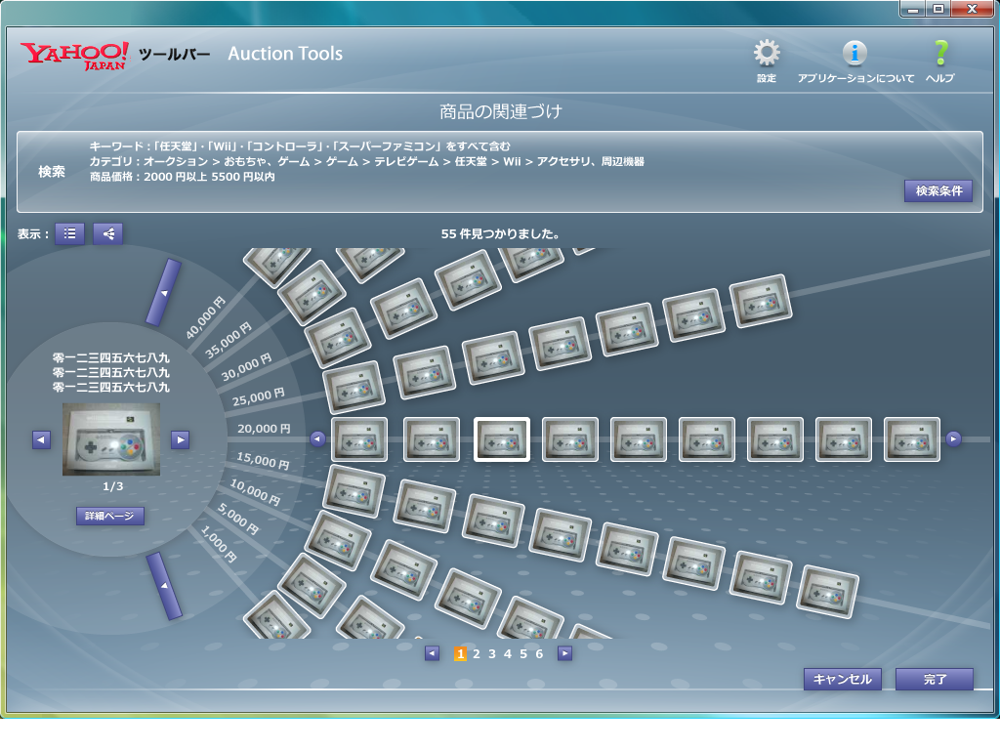 YAHOO! JAPAN ツールバー Auction Tools
設定 アプリケーションについて ヘルプ
商品の関連づけ
検索
キーワード:「任天堂」・「Wii」・「コントローラ」・「スーパーファミコン」 をすべて含む
カテゴリ : オークション > おもちゃ、ゲーム > ゲーム > テレビゲーム > 任天堂 > Wii > アクセサリ、周辺機器
商品価格 : 2000 円以上 5500 円以内
検索条件
表示 :
55 件見つかりました。
40,000 円
35,000 円
30,000 円
25,000 円
20,000 円
15,000 円
10,000 円
5,000 円
1,000 円
零一二三四五六七八九
零一二三四五六七八九
零一二三四五六七八九
1/3
詳細ページ
1 2 3 4 5 6
キャンセル 完了